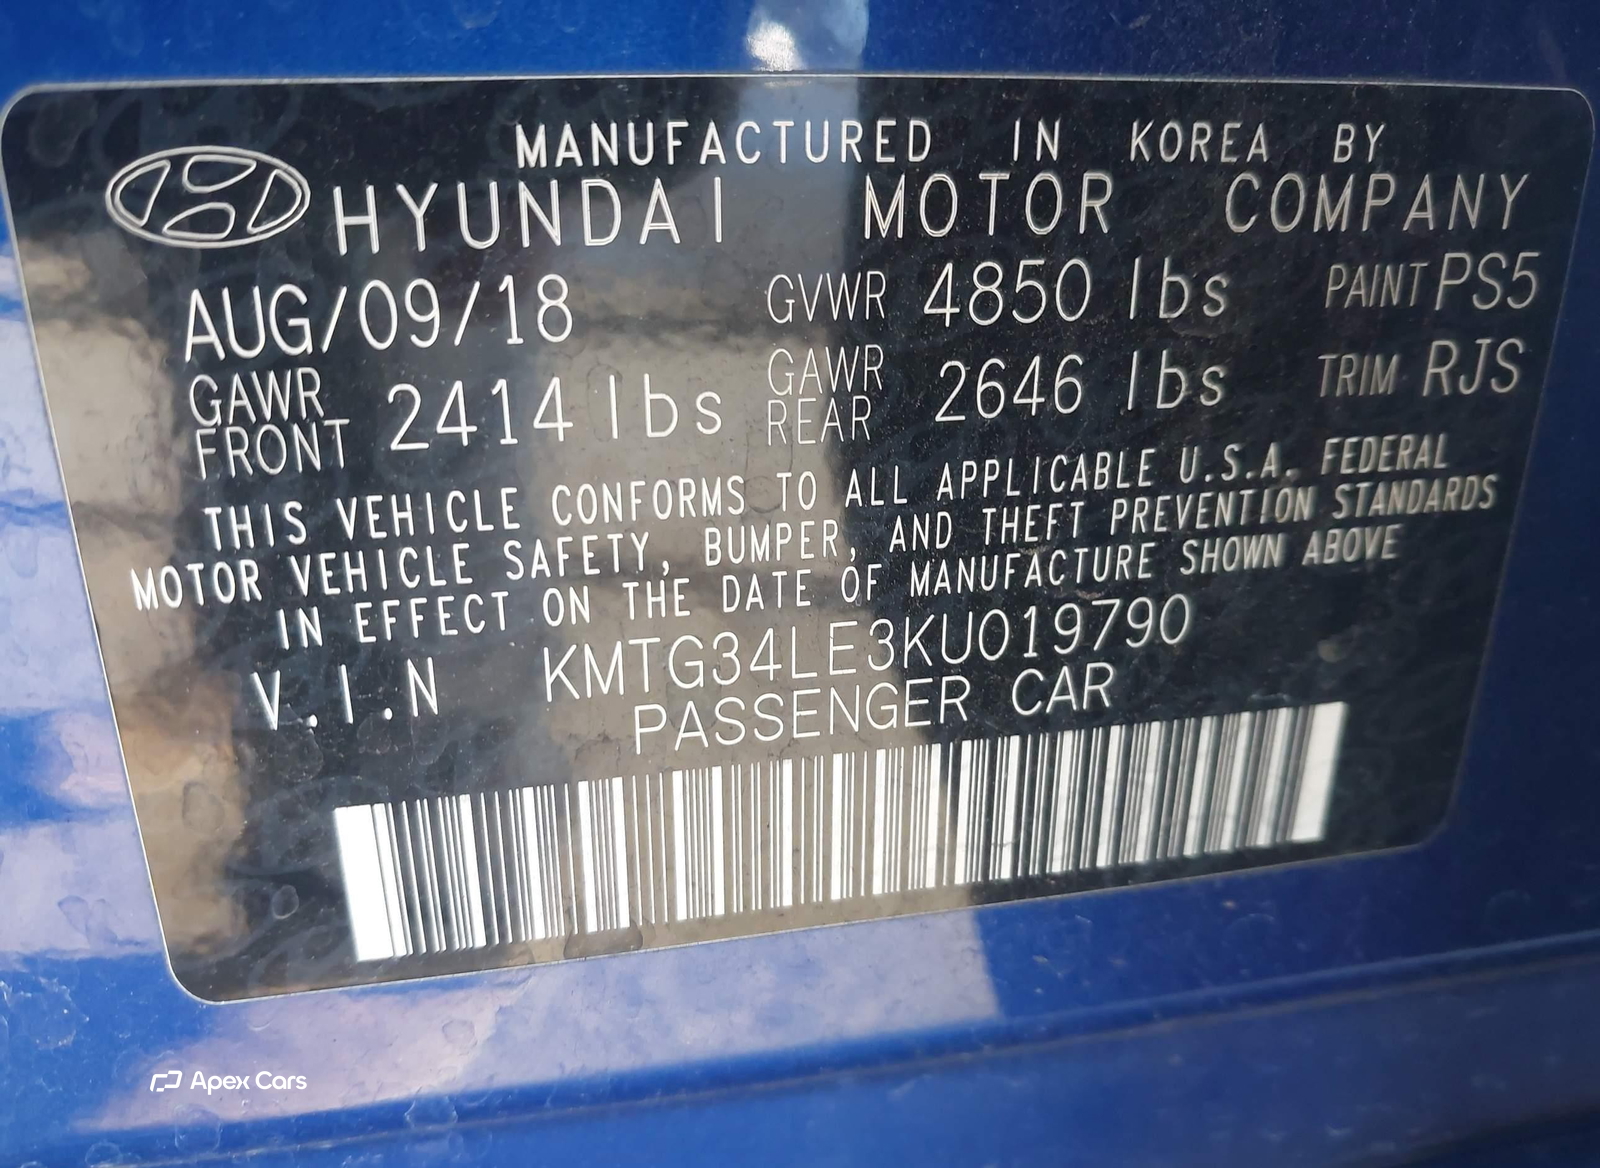 MANUFACTURED IN KOREA BY
HYUNDAI MOTOR COMPANY
AUG/09/18 GVWR 4850 lbs PAINT PS5
GAWR FRONT 2414 lbs GAWR REAR 2646 lbs TRIM RJS
THIS VEHICLE CONFORMS TO ALL APPLICABLE U.S.A. FEDERAL
MOTOR VEHICLE SAFETY, BUMPER, AND THEFT PREVENTION STANDARDS
IN EFFECT ON THE DATE OF MANUFACTURE SHOWN ABOVE
V.I.N KMTG34LE3KU019790
PASSENGER CAR
Apex Cars